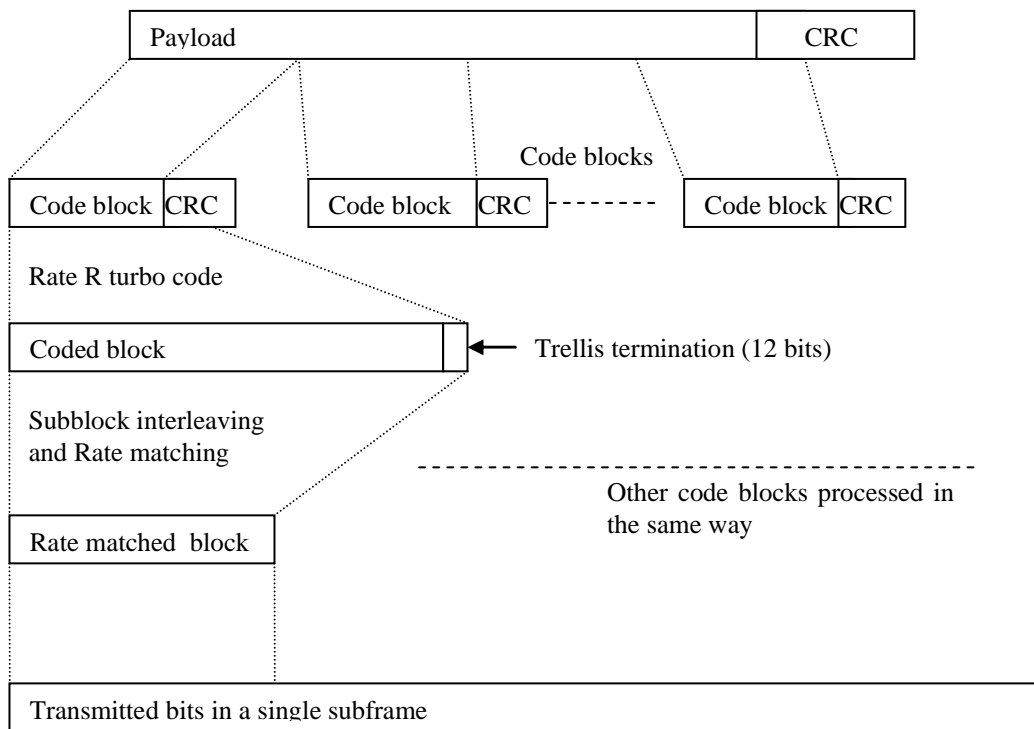 Payload CRC
Code blocks
Code block CRC Code block CRC Code block CRC
Rate R turbo code
Coded block
Trellis termination (12 bits)
Subblock interleaving
and Rate matching
Other code blocks processed in
the same way
Rate matched block
Transmitted bits in a single subframe